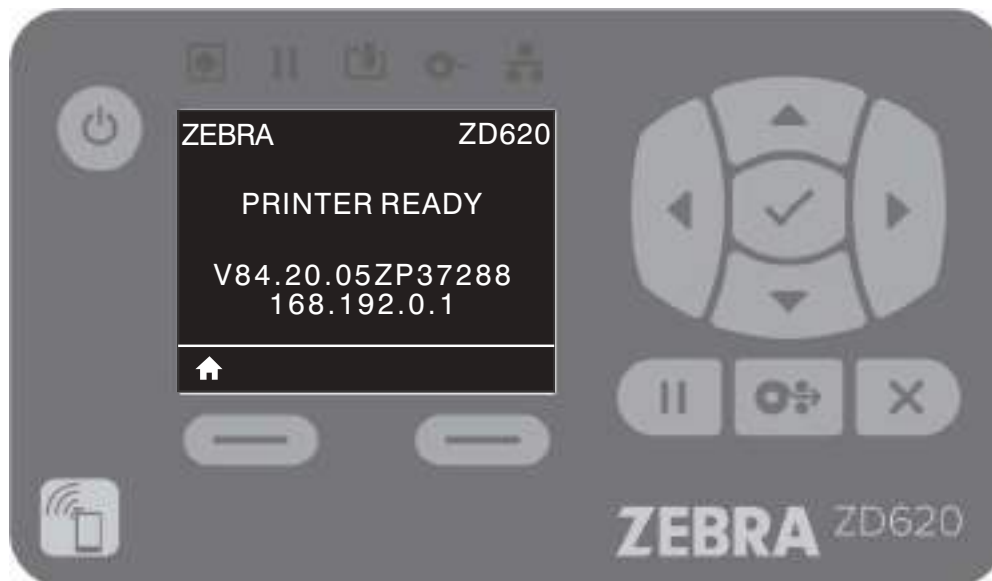 ZEBRA ZD620
PRINTER READY
V84.20.05ZP37288
168.192.0.1
ZEBRA ZD620